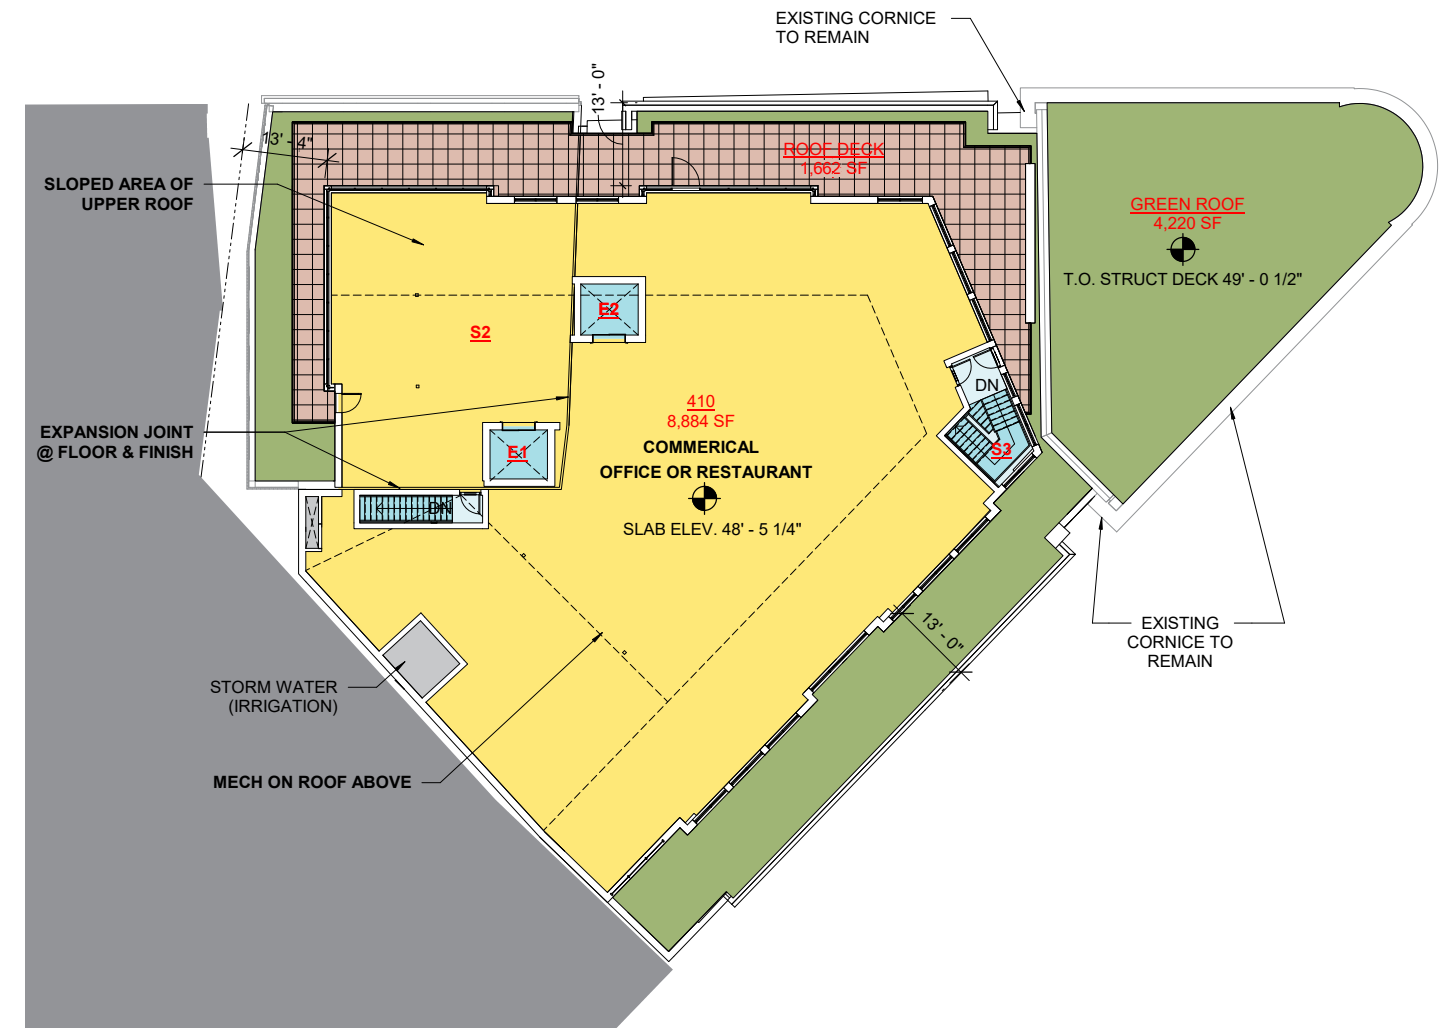 EXISTING CORNICE
TO REMAIN
13' - 0"
13' - 4"
ROOF DECK
1,662 SF
SLOPED AREA OF
UPPER ROOF
GREEN ROOF
4,220 SF
T.O. STRUCT DECK 49' - 0 1/2"
E2
S2
DN
410
8,884 SF
COMMERICAL
OFFICE OR RESTAURANT
SLAB ELEV. 48' - 5 1/4"
EXPANSION JOINT
@ FLOOR & FINISH
E1
S3
DN
13' - 0"
EXISTING
CORNICE TO
REMAIN
STORM WATER
(IRRIGATION)
MECH ON ROOF ABOVE